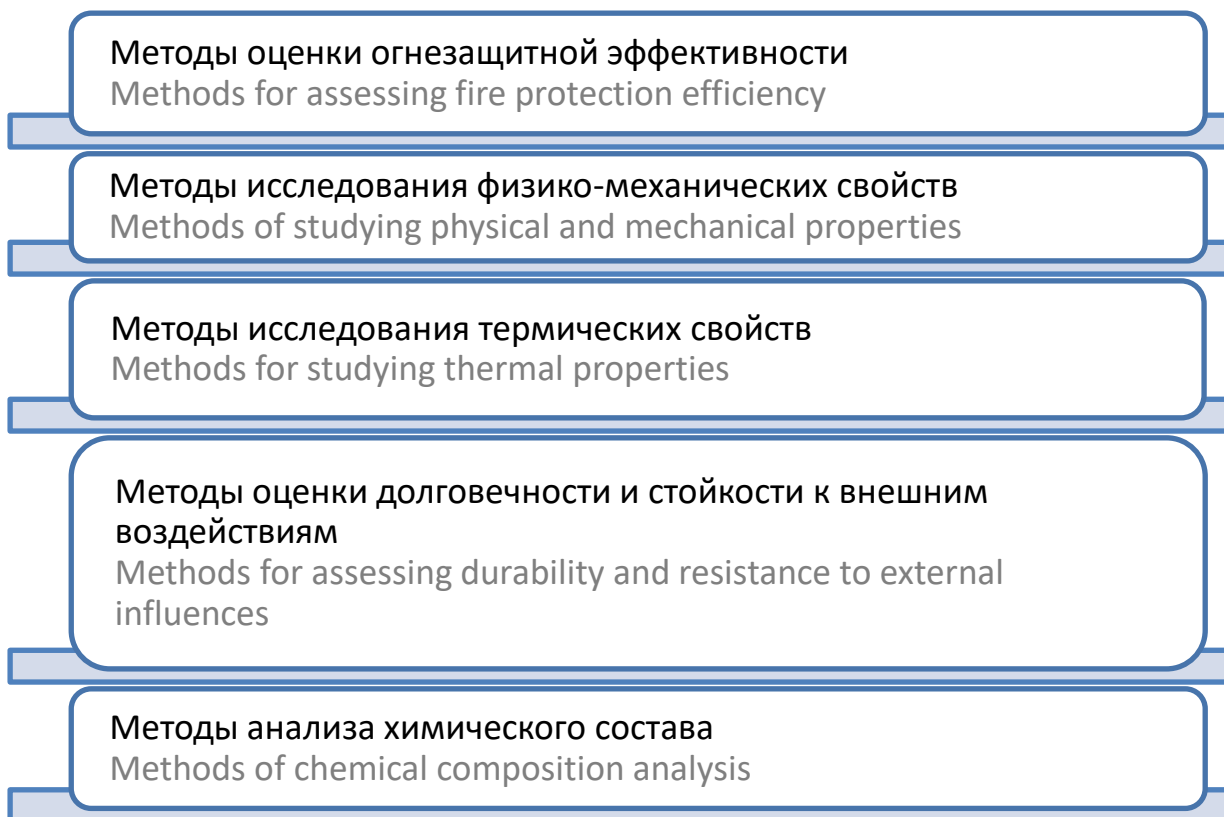 Методы оценки огнезащитной эффективности
Methods for assessing fire protection efficiency
Методы исследования физико-механических свойств
Methods of studying physical and mechanical properties
Методы исследования термических свойств
Methods for studying thermal properties
Методы оценки долговечности и стойкости к внешним
воздействиям
Methods for assessing durability and resistance to external
influences
Методы анализа химического состава
Methods of chemical composition analysis